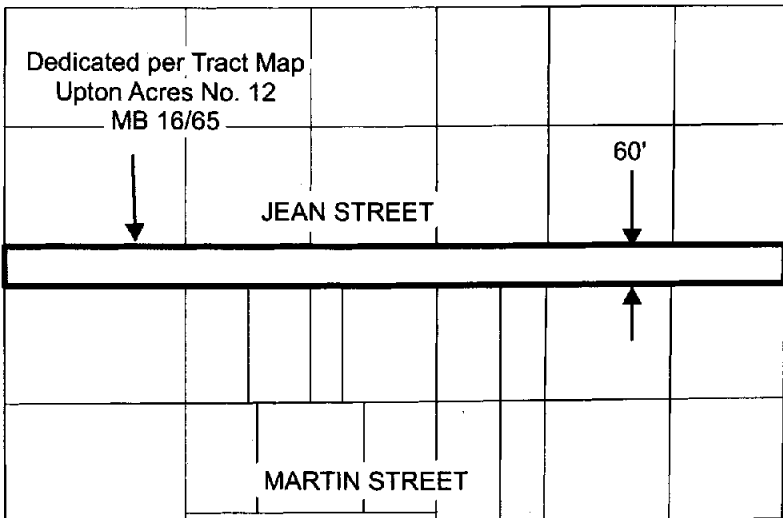 Dedicated per Tract Map
Upton Acres No. 12
MB 16/65
60'
JEAN STREET
MARTIN STREET